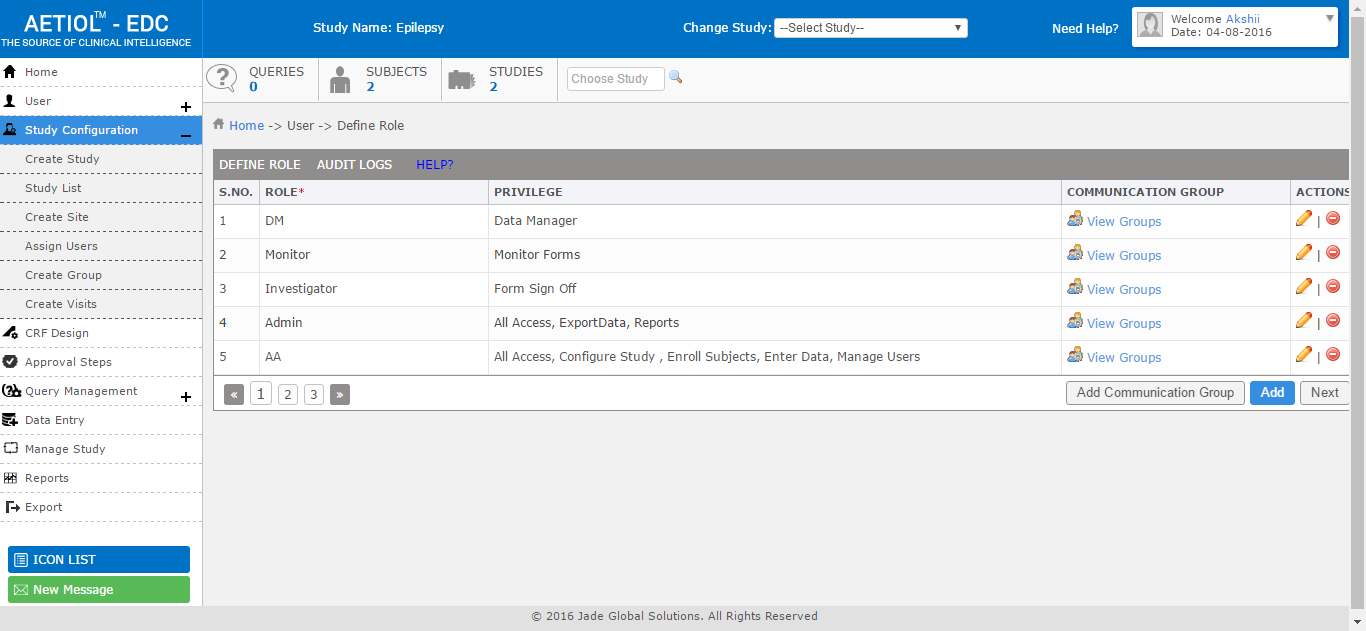 AETIOL™ - EDC
THE SOURCE OF CLINICAL INTELLIGENCE
Study Name: Epilepsy
Change Study: --Select Study--
Need Help?
Welcome Akshii
Date: 04-08-2016
Home
User
Study Configuration
Create Study
Study List
Create Site
Assign Users
Create Group
Create Visits
CRF Design
Approval Steps
Query Management
Data Entry
Manage Study
Reports
Export
ICON LIST
New Message
QUERIES
0
SUBJECTS
2
STUDIES
2
Choose Study
Home -> User -> Define Role
DEFINE ROLE AUDIT LOGS HELP?
S.NO. ROLE* PRIVILEGE COMMUNICATION GROUP ACTIONS
1 DM Data Manager View Groups |
2 Monitor Monitor Forms View Groups |
3 Investigator Form Sign Off View Groups |
4 Admin All Access, ExportData, Reports View Groups |
5 AA All Access, Configure Study , Enroll Subjects, Enter Data, Manage Users View Groups |
« 1 2 3 » Add Communication Group Add Next
© 2016 Jade Global Solutions. All Rights Reserved